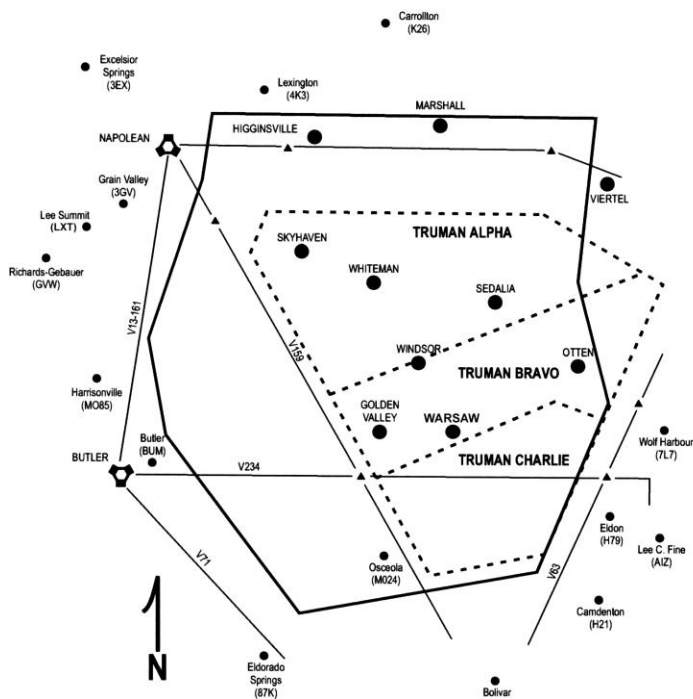 Carrollton
(K26)
Excelsior
Springs
(3EX)
Lexington
(4K3)
MARSHALL
HIGGINSVILLE
NAPOLEAN
Grain Valley
(3GV)
VIERTEL
Lee Summit
(LXT)
TRUMAN ALPHA
SKYHAVEN
Richards-Gebauer
(GVW)
WHITEMAN
SEDALIA
V13-161
V159
WINDSOR
OTTEN
TRUMAN BRAVO
Harrisonville
(MO85)
GOLDEN
VALLEY
WARSAW
Wolf Harbour
(7L7)
Butler
(BUM)
BUTLER
V234
TRUMAN CHARLIE
Eldon
(H79)
Lee C. Fine
(AIZ)
V71
Osceola
(M024)
V63
Camdenton
(H21)
N
Eldorado
Springs
(87K)
Bolivar